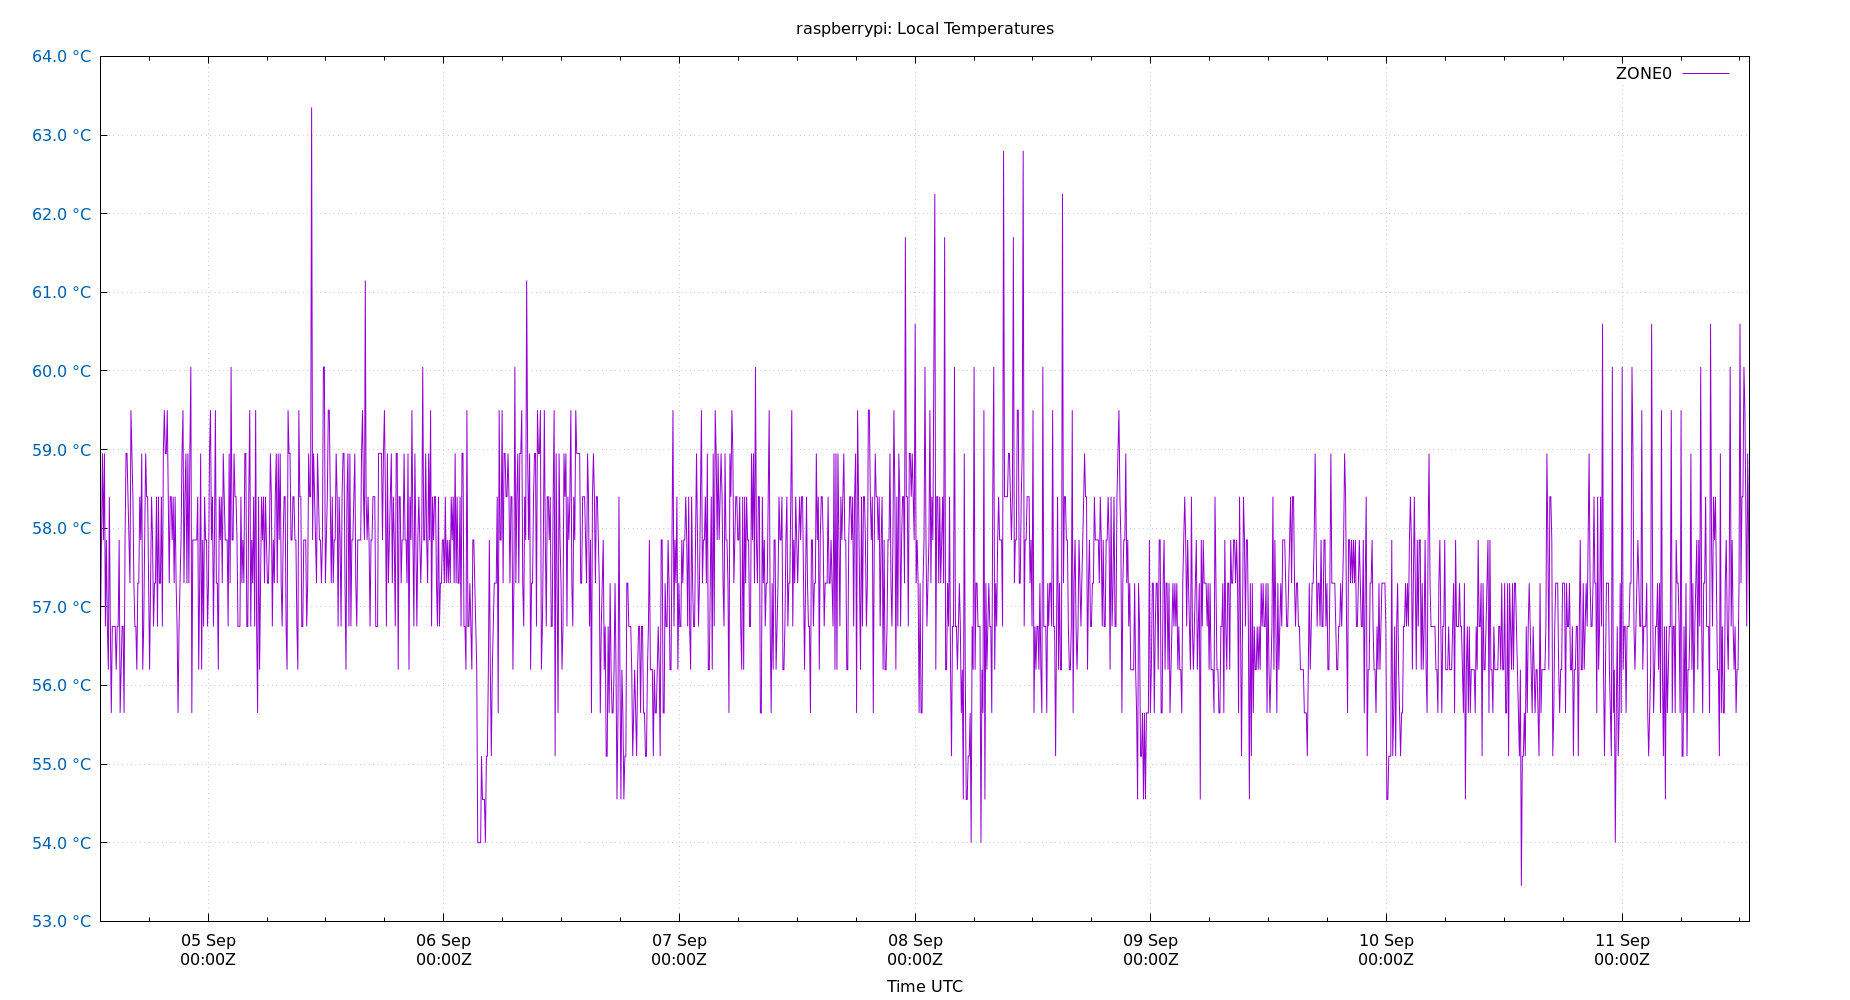 raspberrypi: Local Temperatures
64.0 °C
ZONE0
63.0 °C
62.0 °C
61.0 °C
60.0 °C
59.0 °C
58.0 °C
57.0 °C
56.0 °C
55.0 °C
54.0 °C
53.0 °C
05 Sep 06 Sep 07 Sep 08 Sep 09 Sep 10 Sep 11 Sep
00:00Z 00:00Z 00:00Z 00:00Z 00:00Z 00:00Z 00:00Z
Time UTC